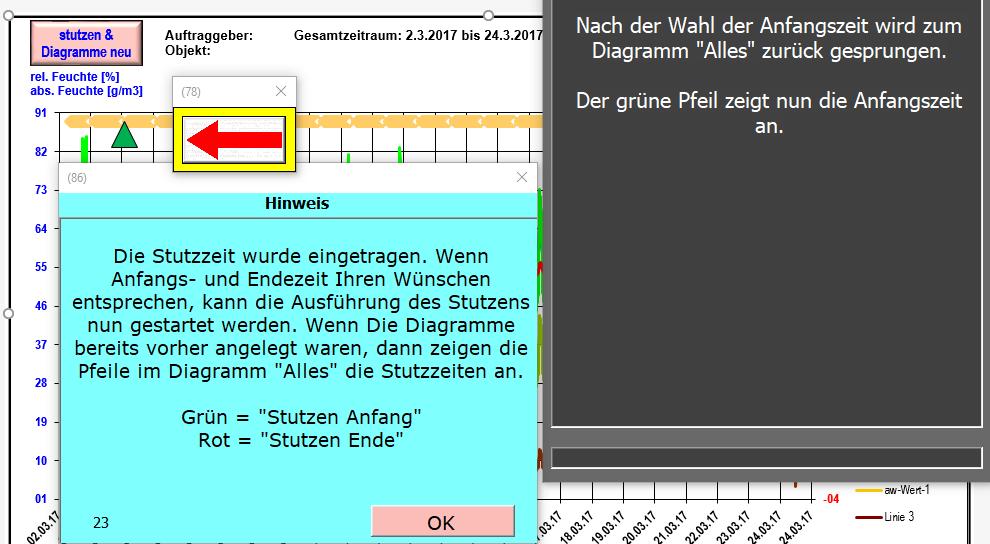 stutzen &
Diagramme neu
Auftraggeber:
Objekt:
Gesamtzeitraum: 2.3.2017 bis 24.3.2017
rel. Feuchte [%]
abs. Feuchte [g/m3]
91
82
73
64
55
46
37
28
19
10
01
(78)
(86)
Hinweis
Die Stutzzeit wurde eingetragen. Wenn
Anfangs- und Endezeit Ihren Wünschen
entsprechen, kann die Ausführung des Stutzens
nun gestartet werden. Wenn Die Diagramme
bereits vorher angelegt waren, dann zeigen die
Pfeile im Diagramm "Alles" die Stutzzeiten an.
Grün = "Stutzen Anfang"
Rot = "Stutzen Ende"
23
OK
Nach der Wahl der Anfangszeit wird zum
Diagramm "Alles" zurück gesprungen.
Der grüne Pfeil zeigt nun die Anfangszeit
an.
-04
aw-Wert-1
Linie 3
02.03.17
18.03.17
19.03.17
20.03.17
21.03.17
22.03.17
23.03.17
24.03.17
24.03.17